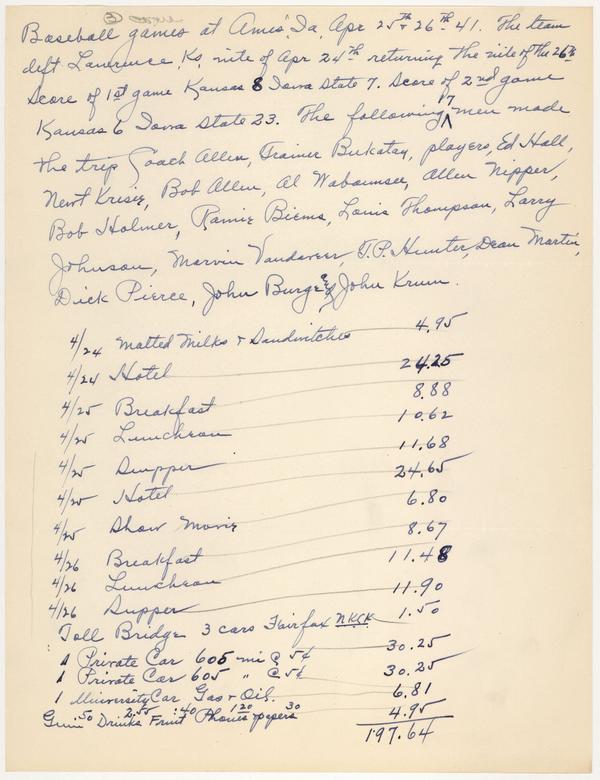 Baseball games at Ames, Ia, Apr 25th & 26th 41. The team
left Lawrence, Ks, nite of Apr 24th returning the nite of the 26th
Score of 1st game Kansas 8 Iowa State 7. Score of 2nd game
Kansas 6 Iowa State 23. The following 17 men made
the trip Coach Allen, Trainer Bukatay, players, Ed Hall,
Newt Krisie, Bob Allen, Al Wabaunsee, Allen Nipper,
Bob Holmer, Ramie Biems, Louis Thompson, Larry
Johnson, Marvin Vandaveer, T.P. Hunter, Dean Martin,
Dick Pierce, John Burge & John Krum.
4/24 Malted Milks & Sandwitches 4.95
4/24 Hotel 24.25
4/25 Breakfast 8.88
4/25 Luncheon 10.62
4/25 Supper 11.68
4/25 Hotel 24.65
4/25 Show Movie 6.80
4/26 Breakfast 8.67
4/26 Luncheon 11.48
4/26 Supper 11.90
Toll Bridge 3 cars Fairfax N.K.C.K 1.50
1 Private Car 605 mi @ 5¢ 30.25
1 Private Car 605 " @ 5¢ 30.25
1 University Car Gas & Oil. 6.81
Gum 50 Drinks 2.55 Fruit .40 Phones 1 20 & papers 30 4.95
197.64